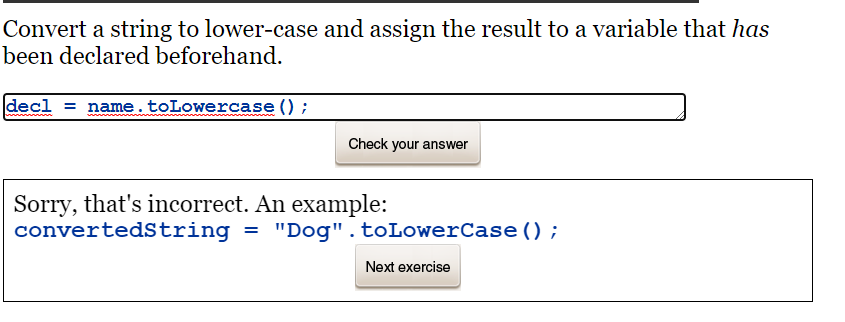 Convert a string to lower-case and assign the result to a variable that has
been declared beforehand.
decl = name.toLowercase();
Check your answer
Sorry, that's incorrect. An example:
convertedString = "Dog".toLowerCase();
Next exercise